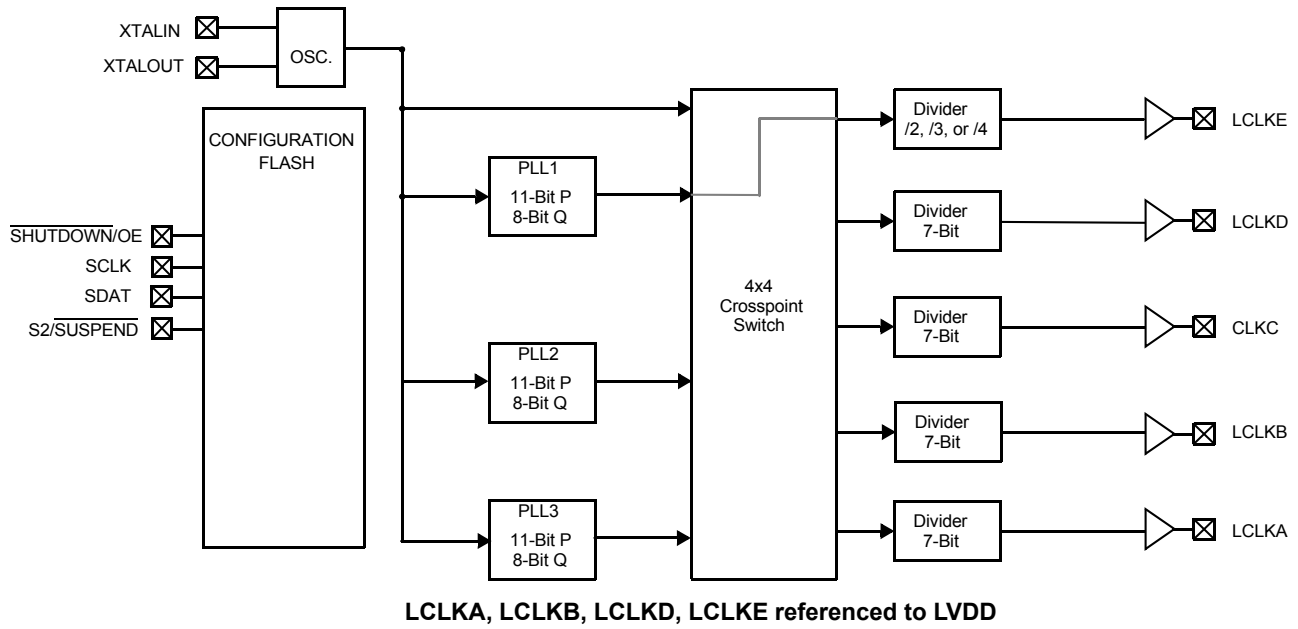 XTALIN
XTALOUT
OSC.
CONFIGURATION
FLASH
SHUTDOWN/OE
SCLK
SDAT
S2/SUSPEND
PLL1
11-Bit P
8-Bit Q
PLL2
11-Bit P
8-Bit Q
PLL3
11-Bit P
8-Bit Q
4x4
Crosspoint
Switch
Divider
/2, /3, or /4
LCLKE
Divider
7-Bit
LCLKD
Divider
7-Bit
CLKC
Divider
7-Bit
LCLKB
Divider
7-Bit
LCLKA
LCLKA, LCLKB, LCLKD, LCLKE referenced to LVDD